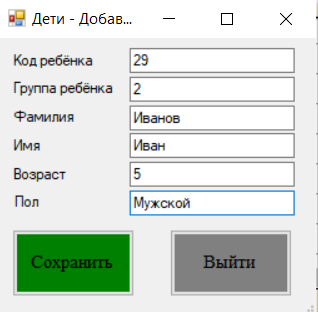 Дети - Добав...
Код ребёнка 29
Группа ребёнка 2
Фамилия Иванов
Имя Иван
Возраст 5
Пол Мужской
Сохранить Выйти